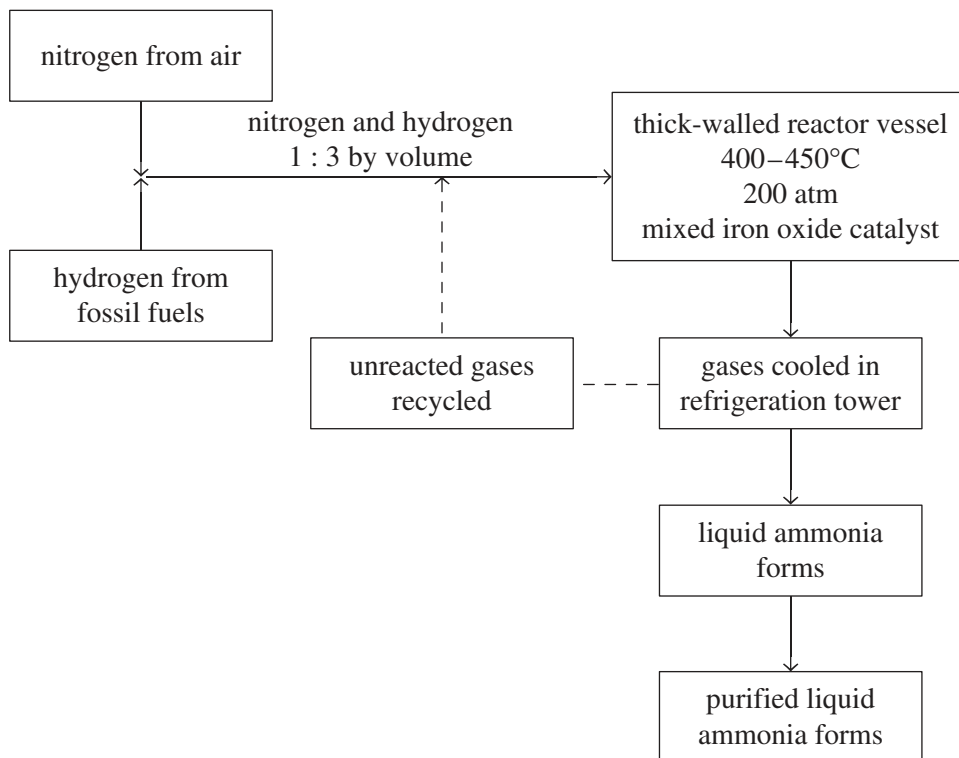 nitrogen from air
nitrogen and hydrogen
1 : 3 by volume
thick-walled reactor vessel
400–450°C
200 atm
mixed iron oxide catalyst
hydrogen from
fossil fuels
unreacted gases
recycled
gases cooled in
refrigeration tower
liquid ammonia
forms
purified liquid
ammonia forms